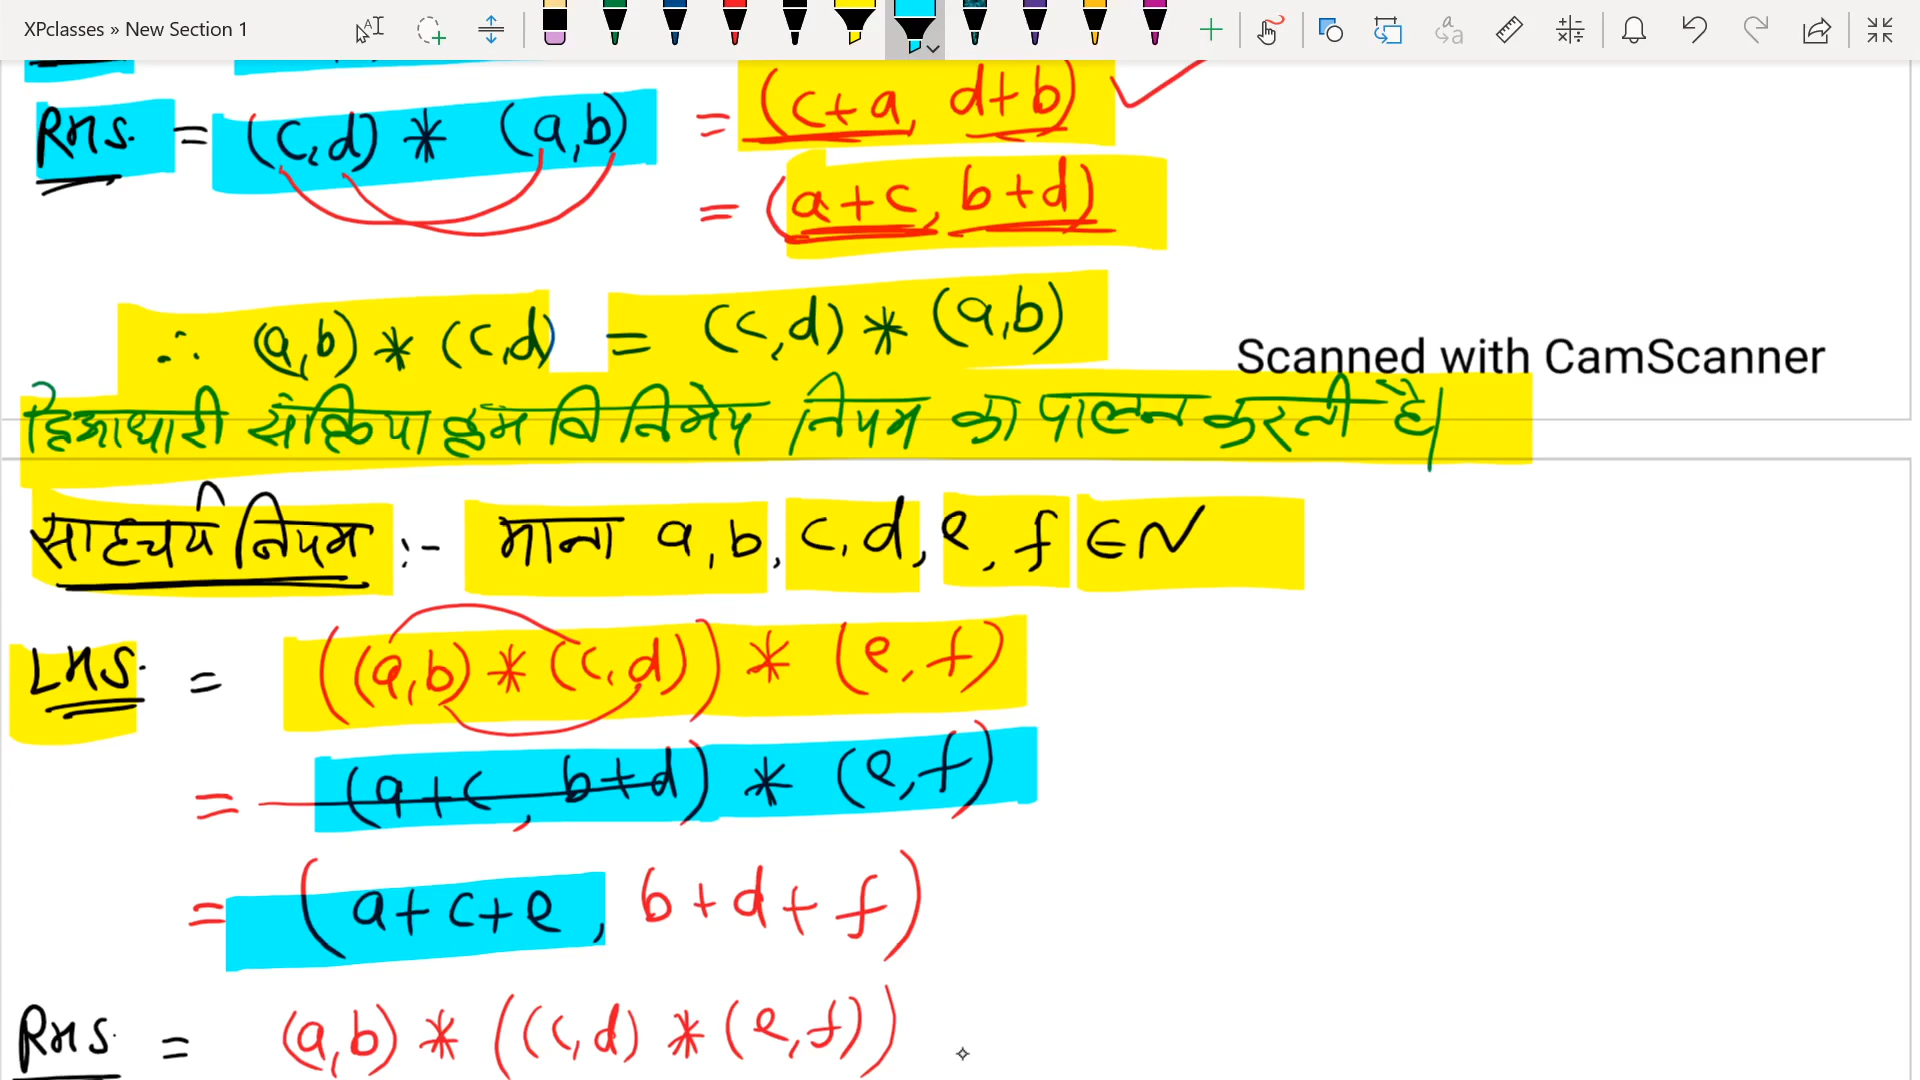 XPclasses » New Section 1
RHS. = (c,d) * (a,b) = (c+a, d+b)
= (a+c, b+d)
∴ (a,b) * (c,d) = (c,d) * (a,b)
Scanned with CamScanner
द्विआधारी संक्रिया क्रम विनिमेय नियम का पालन करती है।
साहचर्य नियम :- माना a, b, c, d, e, f ∈ N
LHS. = ((a,b) * (c,d)) * (e,f)
= (a+c, b+d) * (e,f)
= (a+c+e, b+d+f)
RHS. = (a,b) * ((c,d) * (e,f))